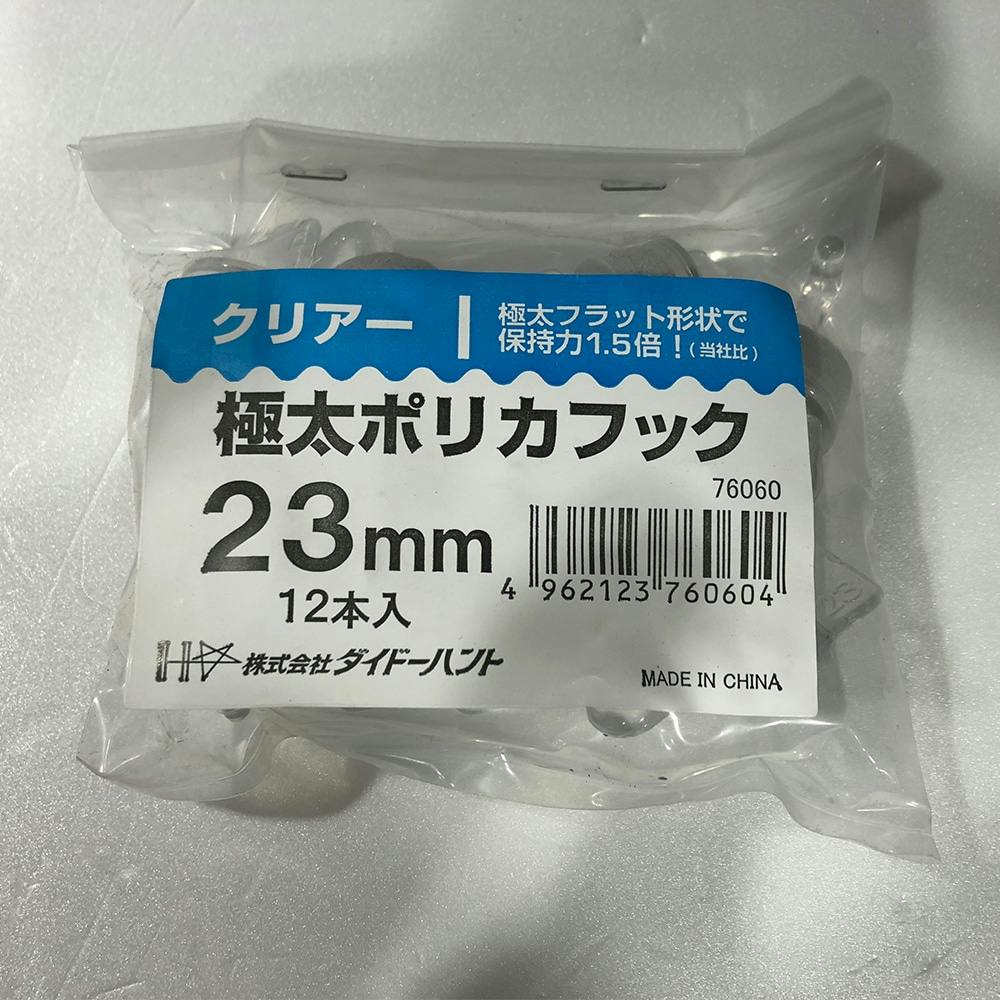 クリアー
極太フラット形状で
保持力1.5倍！(当社比)
極太ポリカフック
23mm
12本入
76060
4 962123 760604
株式会社ダイドーハント
MADE IN CHINA